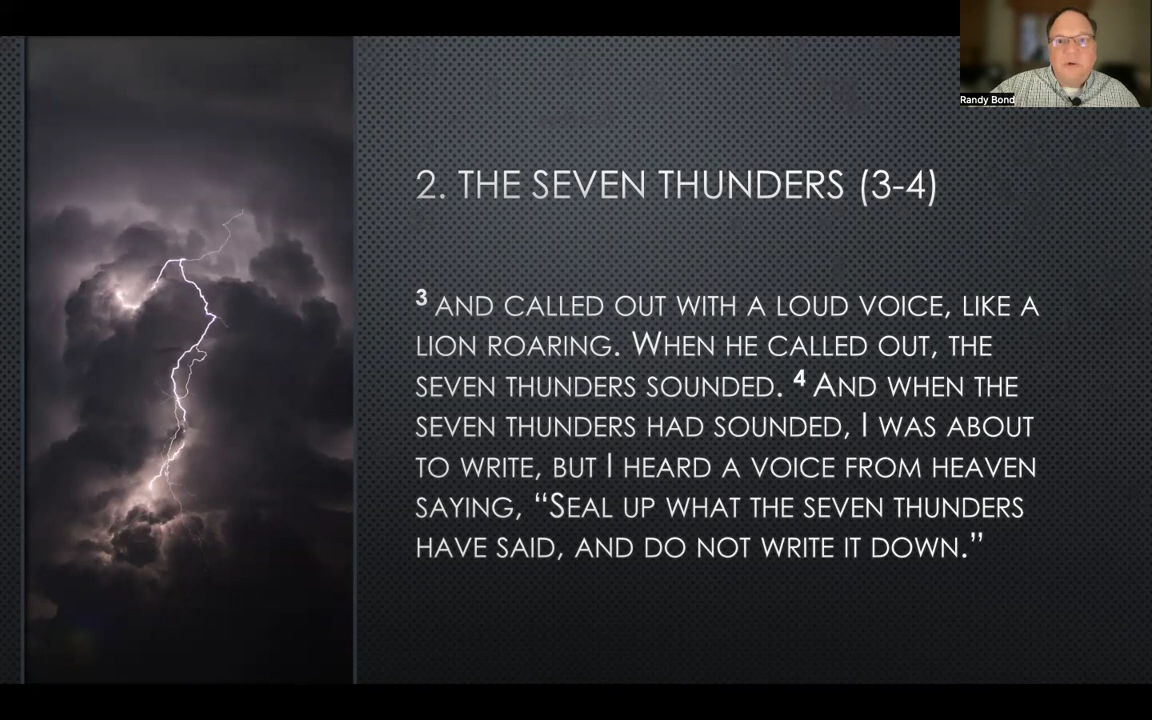 Randy Bond
2. THE SEVEN THUNDERS (3-4)
3 AND CALLED OUT WITH A LOUD VOICE, LIKE A
LION ROARING. WHEN HE CALLED OUT, THE
SEVEN THUNDERS SOUNDED. 4 AND WHEN THE
SEVEN THUNDERS HAD SOUNDED, I WAS ABOUT
TO WRITE, BUT I HEARD A VOICE FROM HEAVEN
SAYING, “SEAL UP WHAT THE SEVEN THUNDERS
HAVE SAID, AND DO NOT WRITE IT DOWN.”